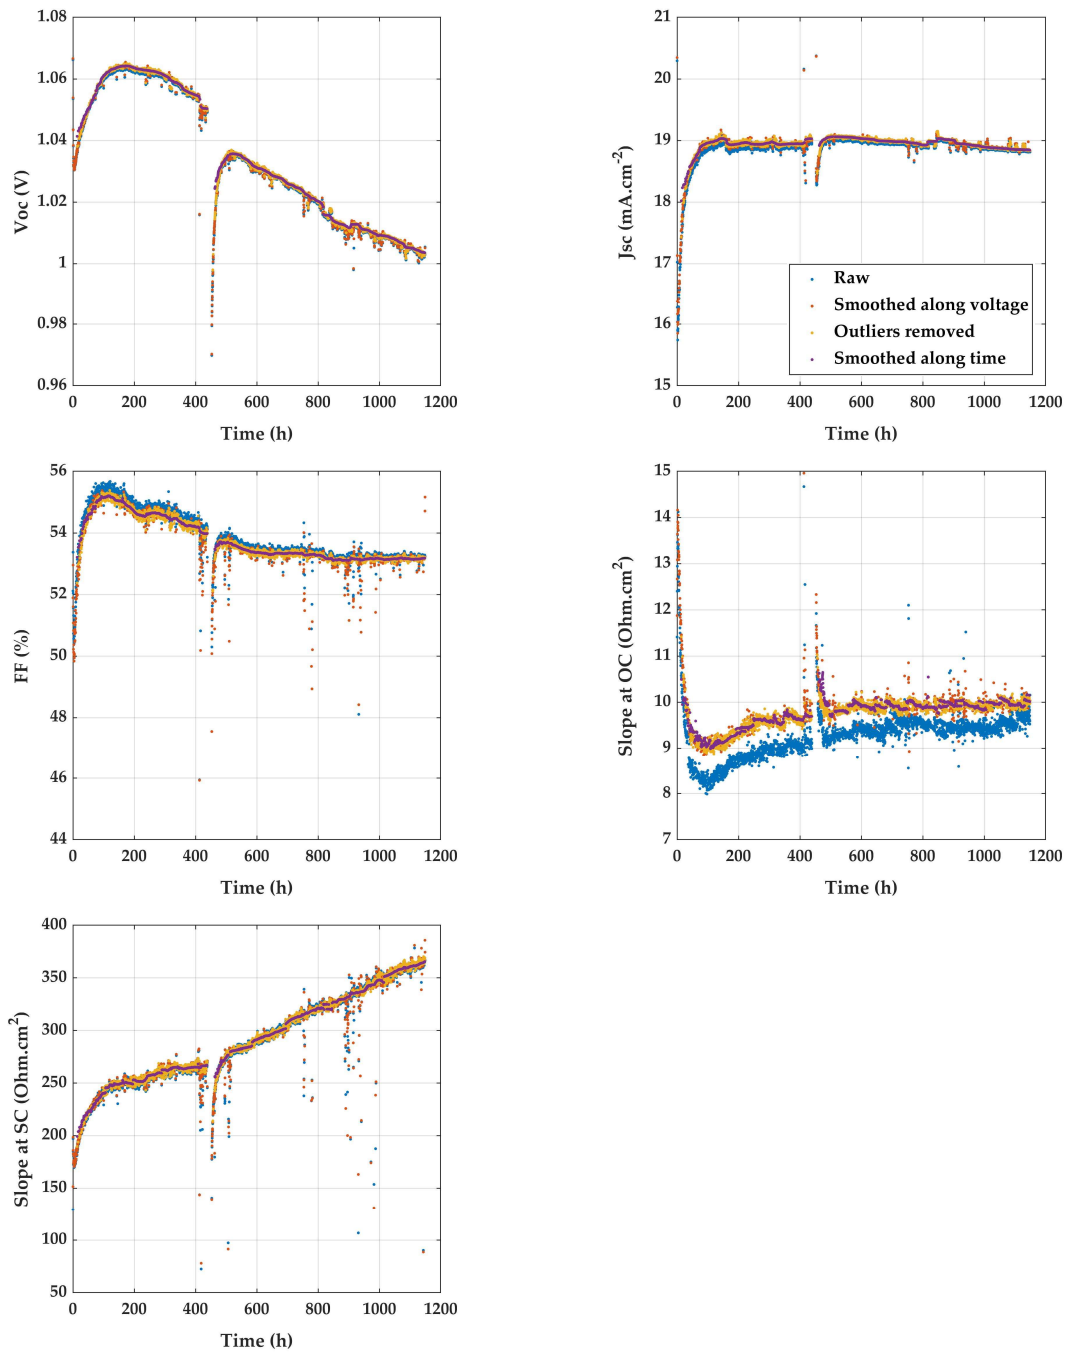 1.08
1.06
1.04
1.02
1
0.98
0.96
Voc (V)
0 200 400 600 800 1000 1200
Time (h)
21
20
19
18
17
16
15
Jsc (mA.cm-2)
Raw
Smoothed along voltage
Outliers removed
Smoothed along time
0 200 400 600 800 1000 1200
Time (h)
56
54
52
50
48
46
44
FF (%)
0 200 400 600 800 1000 1200
Time (h)
15
14
13
12
11
10
9
8
7
Slope at OC (Ohm.cm2)
0 200 400 600 800 1000 1200
Time (h)
400
350
300
250
200
150
100
50
Slope at SC (Ohm.cm2)
0 200 400 600 800 1000 1200
Time (h)